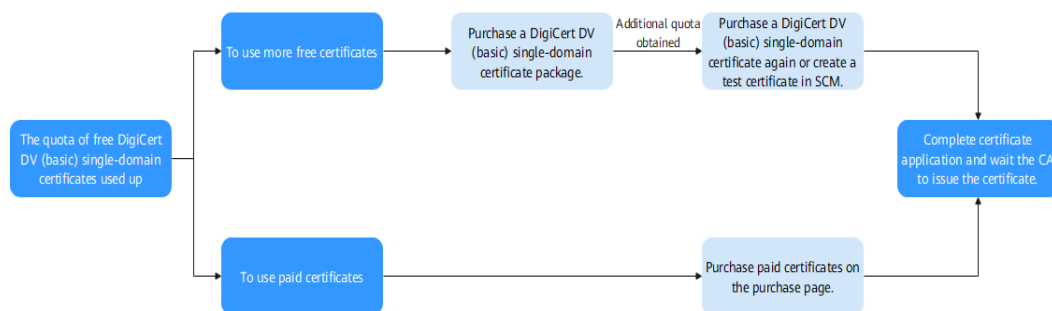 To use more free certificates
Purchase a DigiCert DV
(basic) single-domain
certificate package.
Additional quota
obtained
Purchase a DigiCert DV
(basic) single-domain
certificate again or create a
test certificate in SCM.
The quota of free DigiCert
DV (basic) single-domain
certificates used up
Complete certificate
application and wait the CA
to issue the certificate.
To use paid certificates
Purchase paid certificates on
the purchase page.